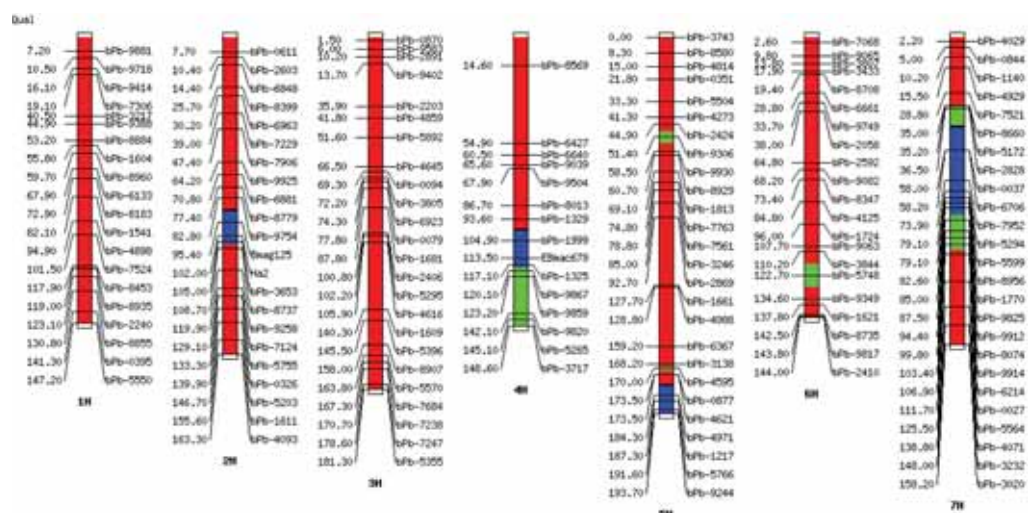 Qual
7.20 bPb-9881
10.50 bPb-9718
16.10 bPb-9414
19.10 bPb-7306
40.50 bPb-3217
46.90 bPb-9388
53.20 bPb-8684
55.80 bPb-1604
59.70 bPb-8960
67.90 bPb-6133
72.90 bPb-8183
82.10 bPb-1541
94.90 bPb-4898
101.50 bPb-7524
117.90 bPb-8453
119.00 bPb-8935
123.10 bPb-2240
130.80 bPb-8855
141.30 bPb-0395
147.20 bPb-5550
1H
7.70 bPb-0611
10.40 bPb-2603
14.40 bPb-6848
25.70 bPb-8399
30.20 bPb-6963
39.00 bPb-7229
47.40 bPb-7906
64.20 bPb-9925
70.80 bPb-6881
77.40 bPb-8779
82.80 bPb-9754
95.40 Bmag125
102.00 Ha2
105.00 bPb-3653
108.70 bPb-8737
119.90 bPb-9258
129.10 bPb-7124
133.30 bPb-5755
139.90 bPb-0326
146.70 bPb-5203
155.60 bPb-1611
163.30 bPb-4093
2H
1.50
10.20
13.70 bPb-9402
35.90 bPb-2203
41.80 bPb-4859
51.60 bPb-5892
66.50 bPb-4645
69.30 bPb-0094
72.20 bPb-3805
74.30 bPb-6923
77.80 bPb-0079
87.80 bPb-1681
100.80 bPb-2406
102.20 bPb-5295
105.90 bPb-4616
140.30 bPb-1609
145.50 bPb-5396
158.00 bPb-8907
163.80 bPb-5570
167.30 bPb-7684
170.70 bPb-7238
178.60 bPb-7247
181.30 bPb-5355
3H
14.60 bPb-8569
54.90 bPb-6427
60.50 bPb-6640
65.60 bPb-9039
67.90 bPb-9504
86.70 bPb-8013
93.60 bPb-1329
104.90 bPb-1999
113.50 EBmac679
117.10 bPb-1325
120.10 bPb-9867
123.20 bPb-9859
142.10 bPb-9820
145.10 bPb-5265
148.60 bPb-3717
4H
0.00 bPb-3743
8.30 bPb-8580
15.00 bPb-4814
21.80 bPb-0351
33.30 bPb-5504
41.30 bPb-4273
44.90 bPb-2424
51.40 bPb-9306
58.80 bPb-9930
60.70 bPb-8929
69.10 bPb-1813
74.80 bPb-7763
78.80 bPb-7561
85.00 bPb-3246
92.70 bPb-2869
127.70 bPb-1661
128.80 bPb-4988
159.20 bPb-6367
168.20 bPb-3138
170.00 bPb-4595
173.50 bPb-0877
173.50 bPb-4621
184.30 bPb-4971
187.30 bPb-1217
191.60 bPb-5766
193.70 bPb-9244
2.60 bPb-7068
17.90 bPb-3433
19.00 bPb-8708
28.80 bPb-6661
33.70 bPb-9749
38.00 bPb-2058
64.80 bPb-2592
68.20 bPb-9082
73.40 bPb-8347
84.80 bPb-4125
96.00 bPb-1724
107.70 bPb-9063
110.20 bPb-3844
122.70 bPb-5748
134.60 bPb-9349
137.80 bPb-1621
142.50 bPb-8735
143.80 bPb-9817
144.00 bPb-2410
6H
2.20 bPb-4029
5.00 bPb-0844
10.20 bPb-1140
15.50 bPb-4929
28.80 bPb-7521
35.00 bPb-8660
35.20 bPb-5172
36.50 bPb-2828
56.00 bPb-0037
58.20 bPb-6706
73.90 bPb-7952
79.10 bPb-5294
79.20 bPb-5599
82.60 bPb-8956
85.00 bPb-1770
87.50 bPb-9825
94.40 bPb-9912
99.80 bPb-8074
103.40 bPb-9914
106.90 bPb-6214
111.70 bPb-0027
125.50 bPb-5564
138.80 bPb-4071
148.00 bPb-3232
158.20 bPb-3020
7H